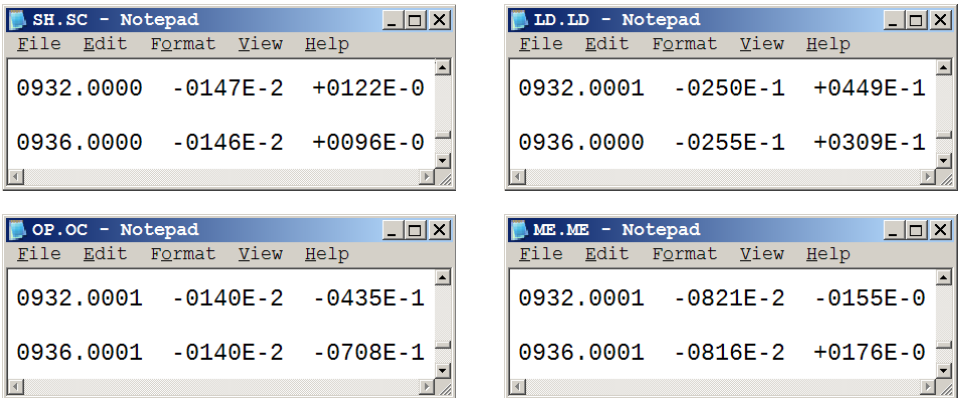 SH.SC - Notepad
File Edit Format View Help
0932.0000 -0147E-2 +0122E-0
0936.0000 -0146E-2 +0096E-0
LD.LD - Notepad
File Edit Format View Help
0932.0001 -0250E-1 +0449E-1
0936.0000 -0255E-1 +0309E-1
OP.OC - Notepad
File Edit Format View Help
0932.0001 -0140E-2 -0435E-1
0936.0001 -0140E-2 -0708E-1
ME.ME - Notepad
File Edit Format View Help
0932.0001 -0821E-2 -0155E-0
0936.0001 -0816E-2 +0176E-0